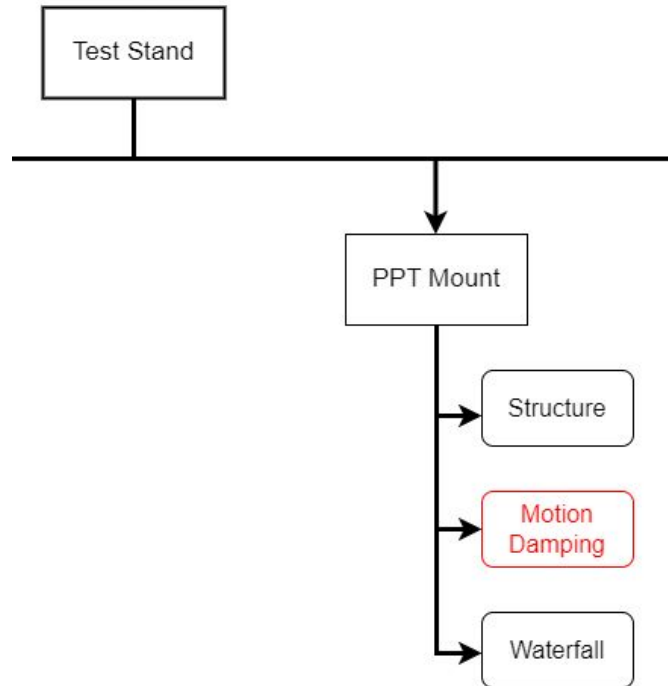 Test Stand
PPT Mount
Structure
Motion
Damping
Waterfall